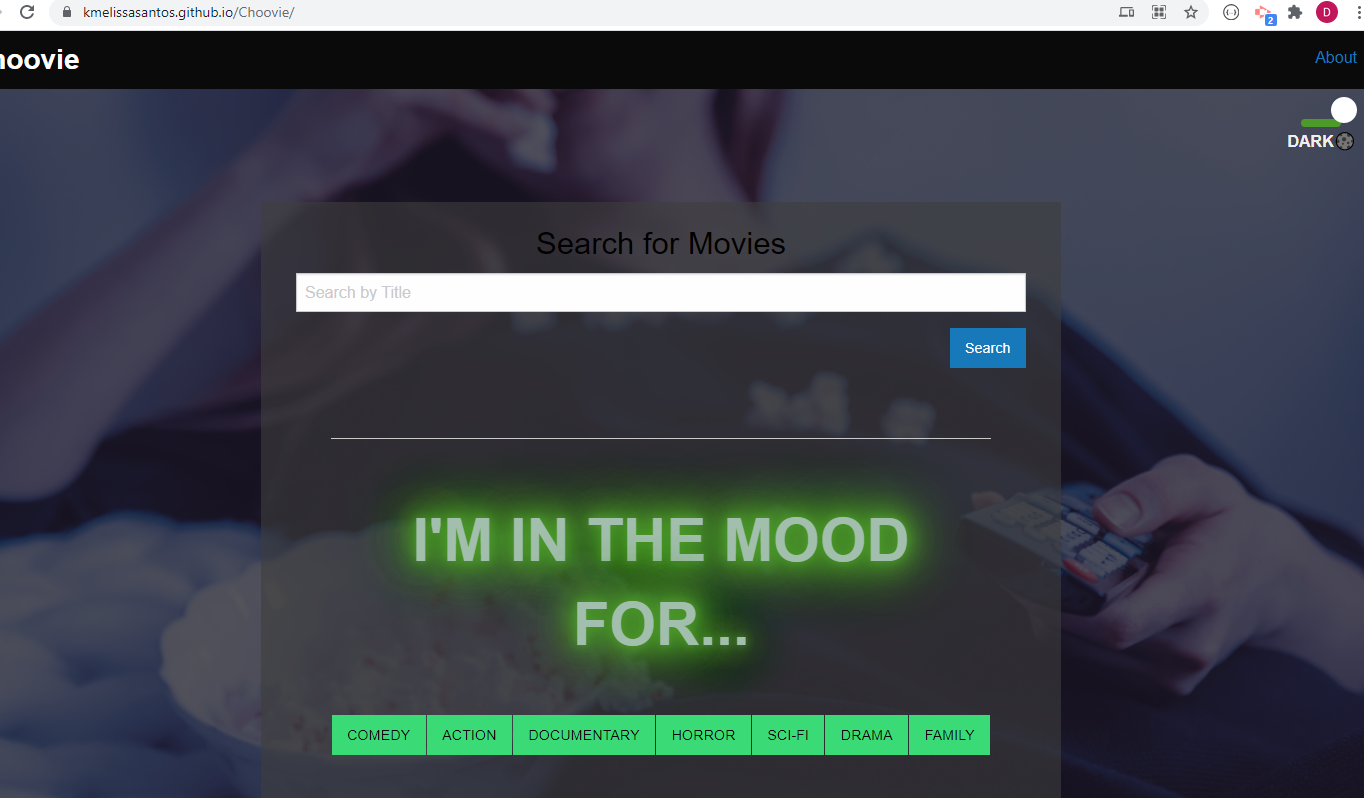 kmelissasantos.github.io/Choovie/
2
D
hoovie
About
DARK
Search for Movies
Search by Title
Search
I'M IN THE MOOD
FOR...
COMEDY ACTION DOCUMENTARY HORROR SCI-FI DRAMA FAMILY